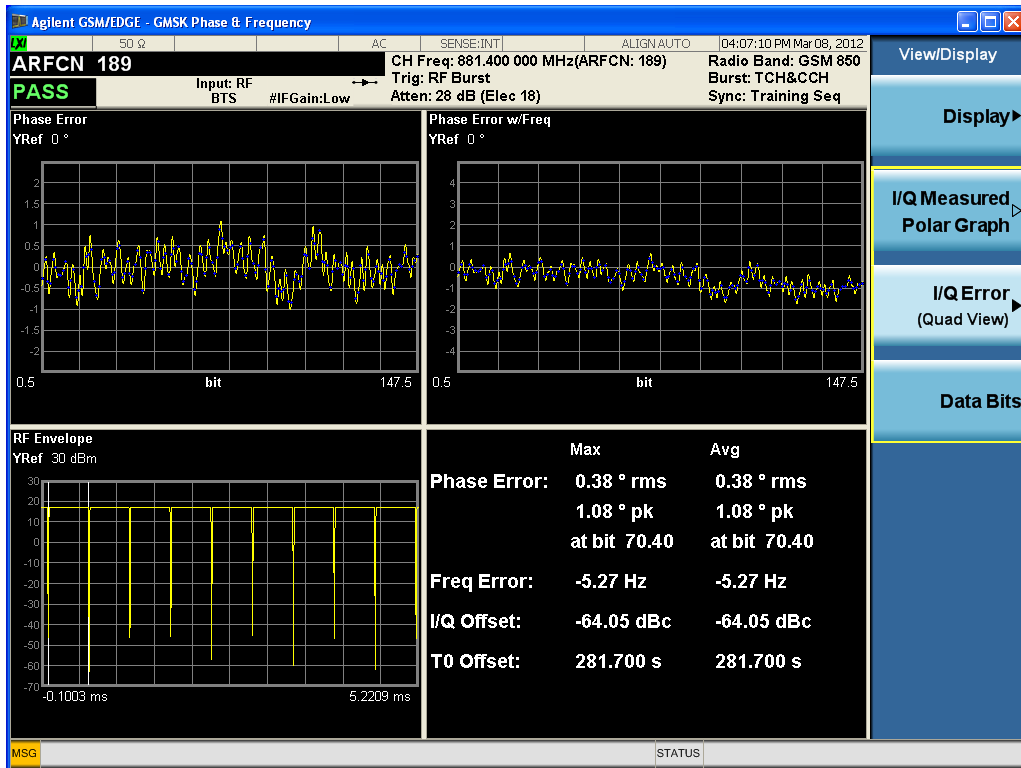 Agilent GSM/EDGE - GMSK Phase & Frequency
LXI 50 Ω AC SENSE:INT ALIGN AUTO 04:07:10 PM Mar 08, 2012
ARFCN 189
PASS
Input: RF
BTS #IFGain:Low
CH Freq: 881.400 000 MHz(ARFCN: 189) Radio Band: GSM 850
Trig: RF Burst Burst: TCH&CCH
Atten: 28 dB (Elec 18) Sync: Training Seq
Phase Error
YRef 0 °
2
1.5
1
0.5
0
-0.5
-1
-1.5
-2
0.5 bit 147.5
Phase Error w/Freq
YRef 0 °
4
3
2
1
0
-1
-2
-3
-4
0.5 bit 147.5
RF Envelope
YRef 30 dBm
30
20
10
0
-10
-20
-30
-40
-50
-60
-70
-0.1003 ms 5.2209 ms
Max Avg
Phase Error: 0.38 ° rms 0.38 ° rms
1.08 ° pk 1.08 ° pk
at bit 70.40 at bit 70.40
Freq Error: -5.27 Hz -5.27 Hz
I/Q Offset: -64.05 dBc -64.05 dBc
T0 Offset: 281.700 s 281.700 s
View/Display
Display
I/Q Measured
Polar Graph
I/Q Error
(Quad View)
Data Bits
MSG STATUS